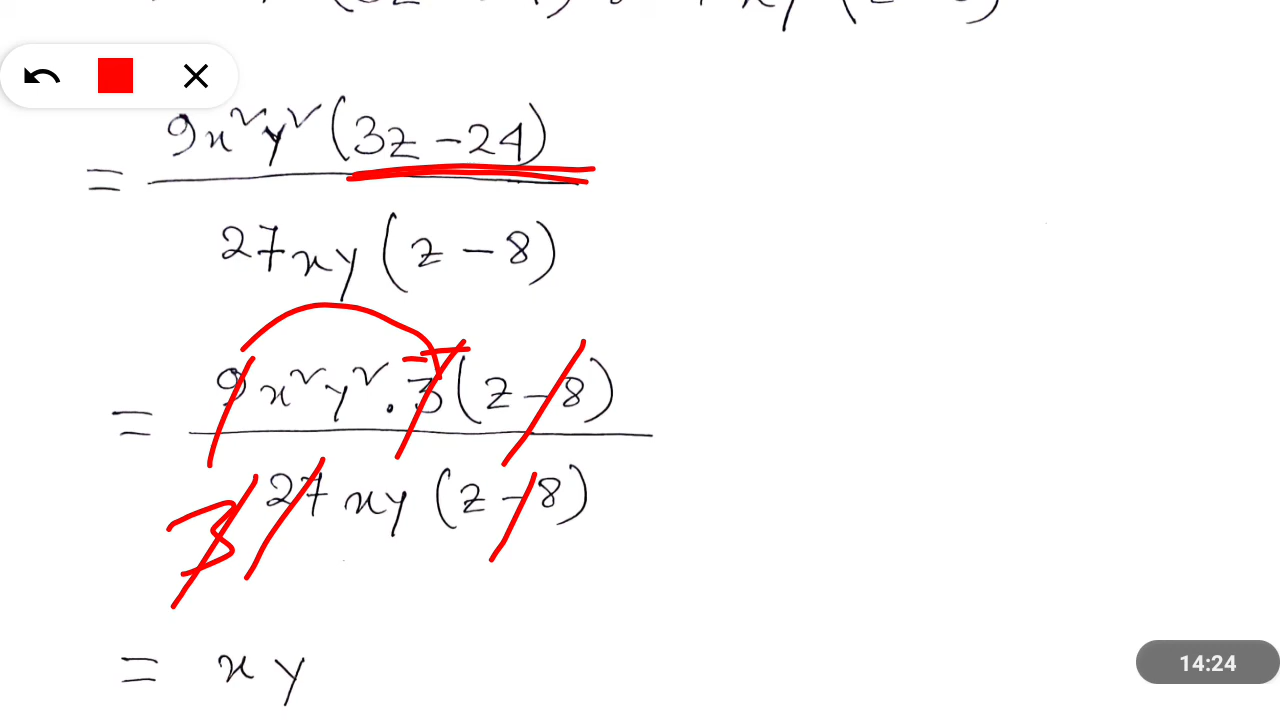 = 9x²y²(3z - 24)
27xy(z - 8)
= 9x²y².3(z - 8)
3 27xy(z - 8)
= xy
14:24